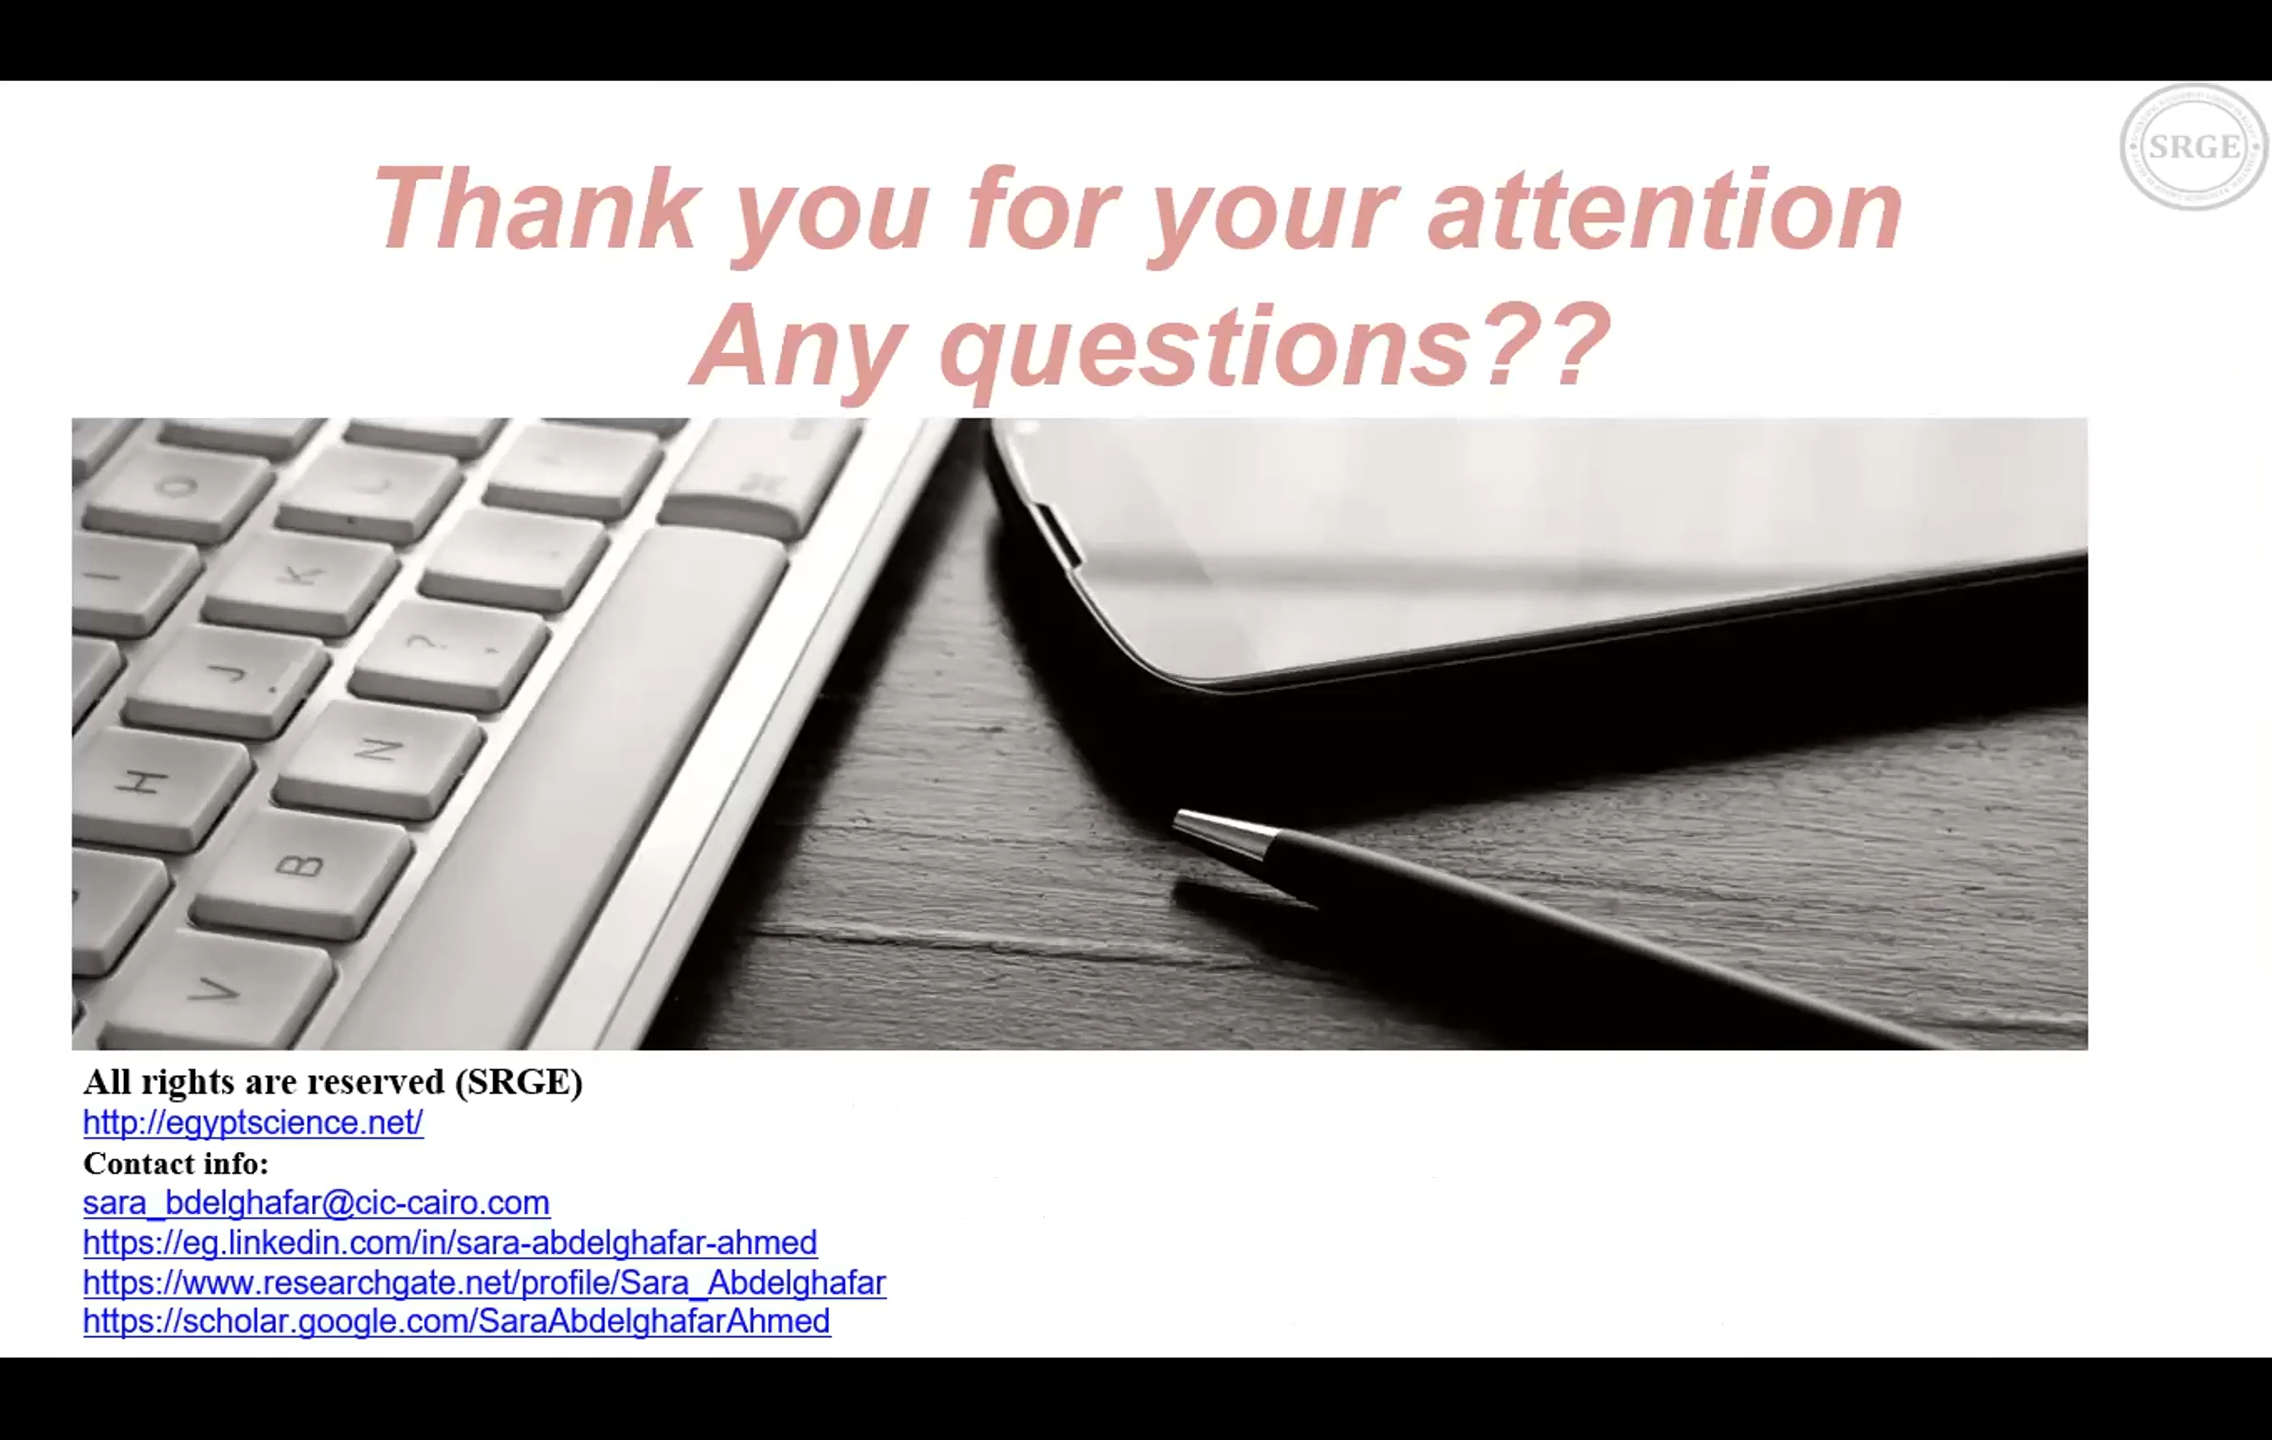 SRGE
Thank you for your attention
Any questions??
O
L
K
?
,
J
N
H
B
V
All rights are reserved (SRGE)
http://egyptscience.net/
Contact info:
sara_bdelghafar@cic-cairo.com
https://eg.linkedin.com/in/sara-abdelghafar-ahmed
https://www.researchgate.net/profile/Sara_Abdelghafar
https://scholar.google.com/SaraAbdelghafarAhmed